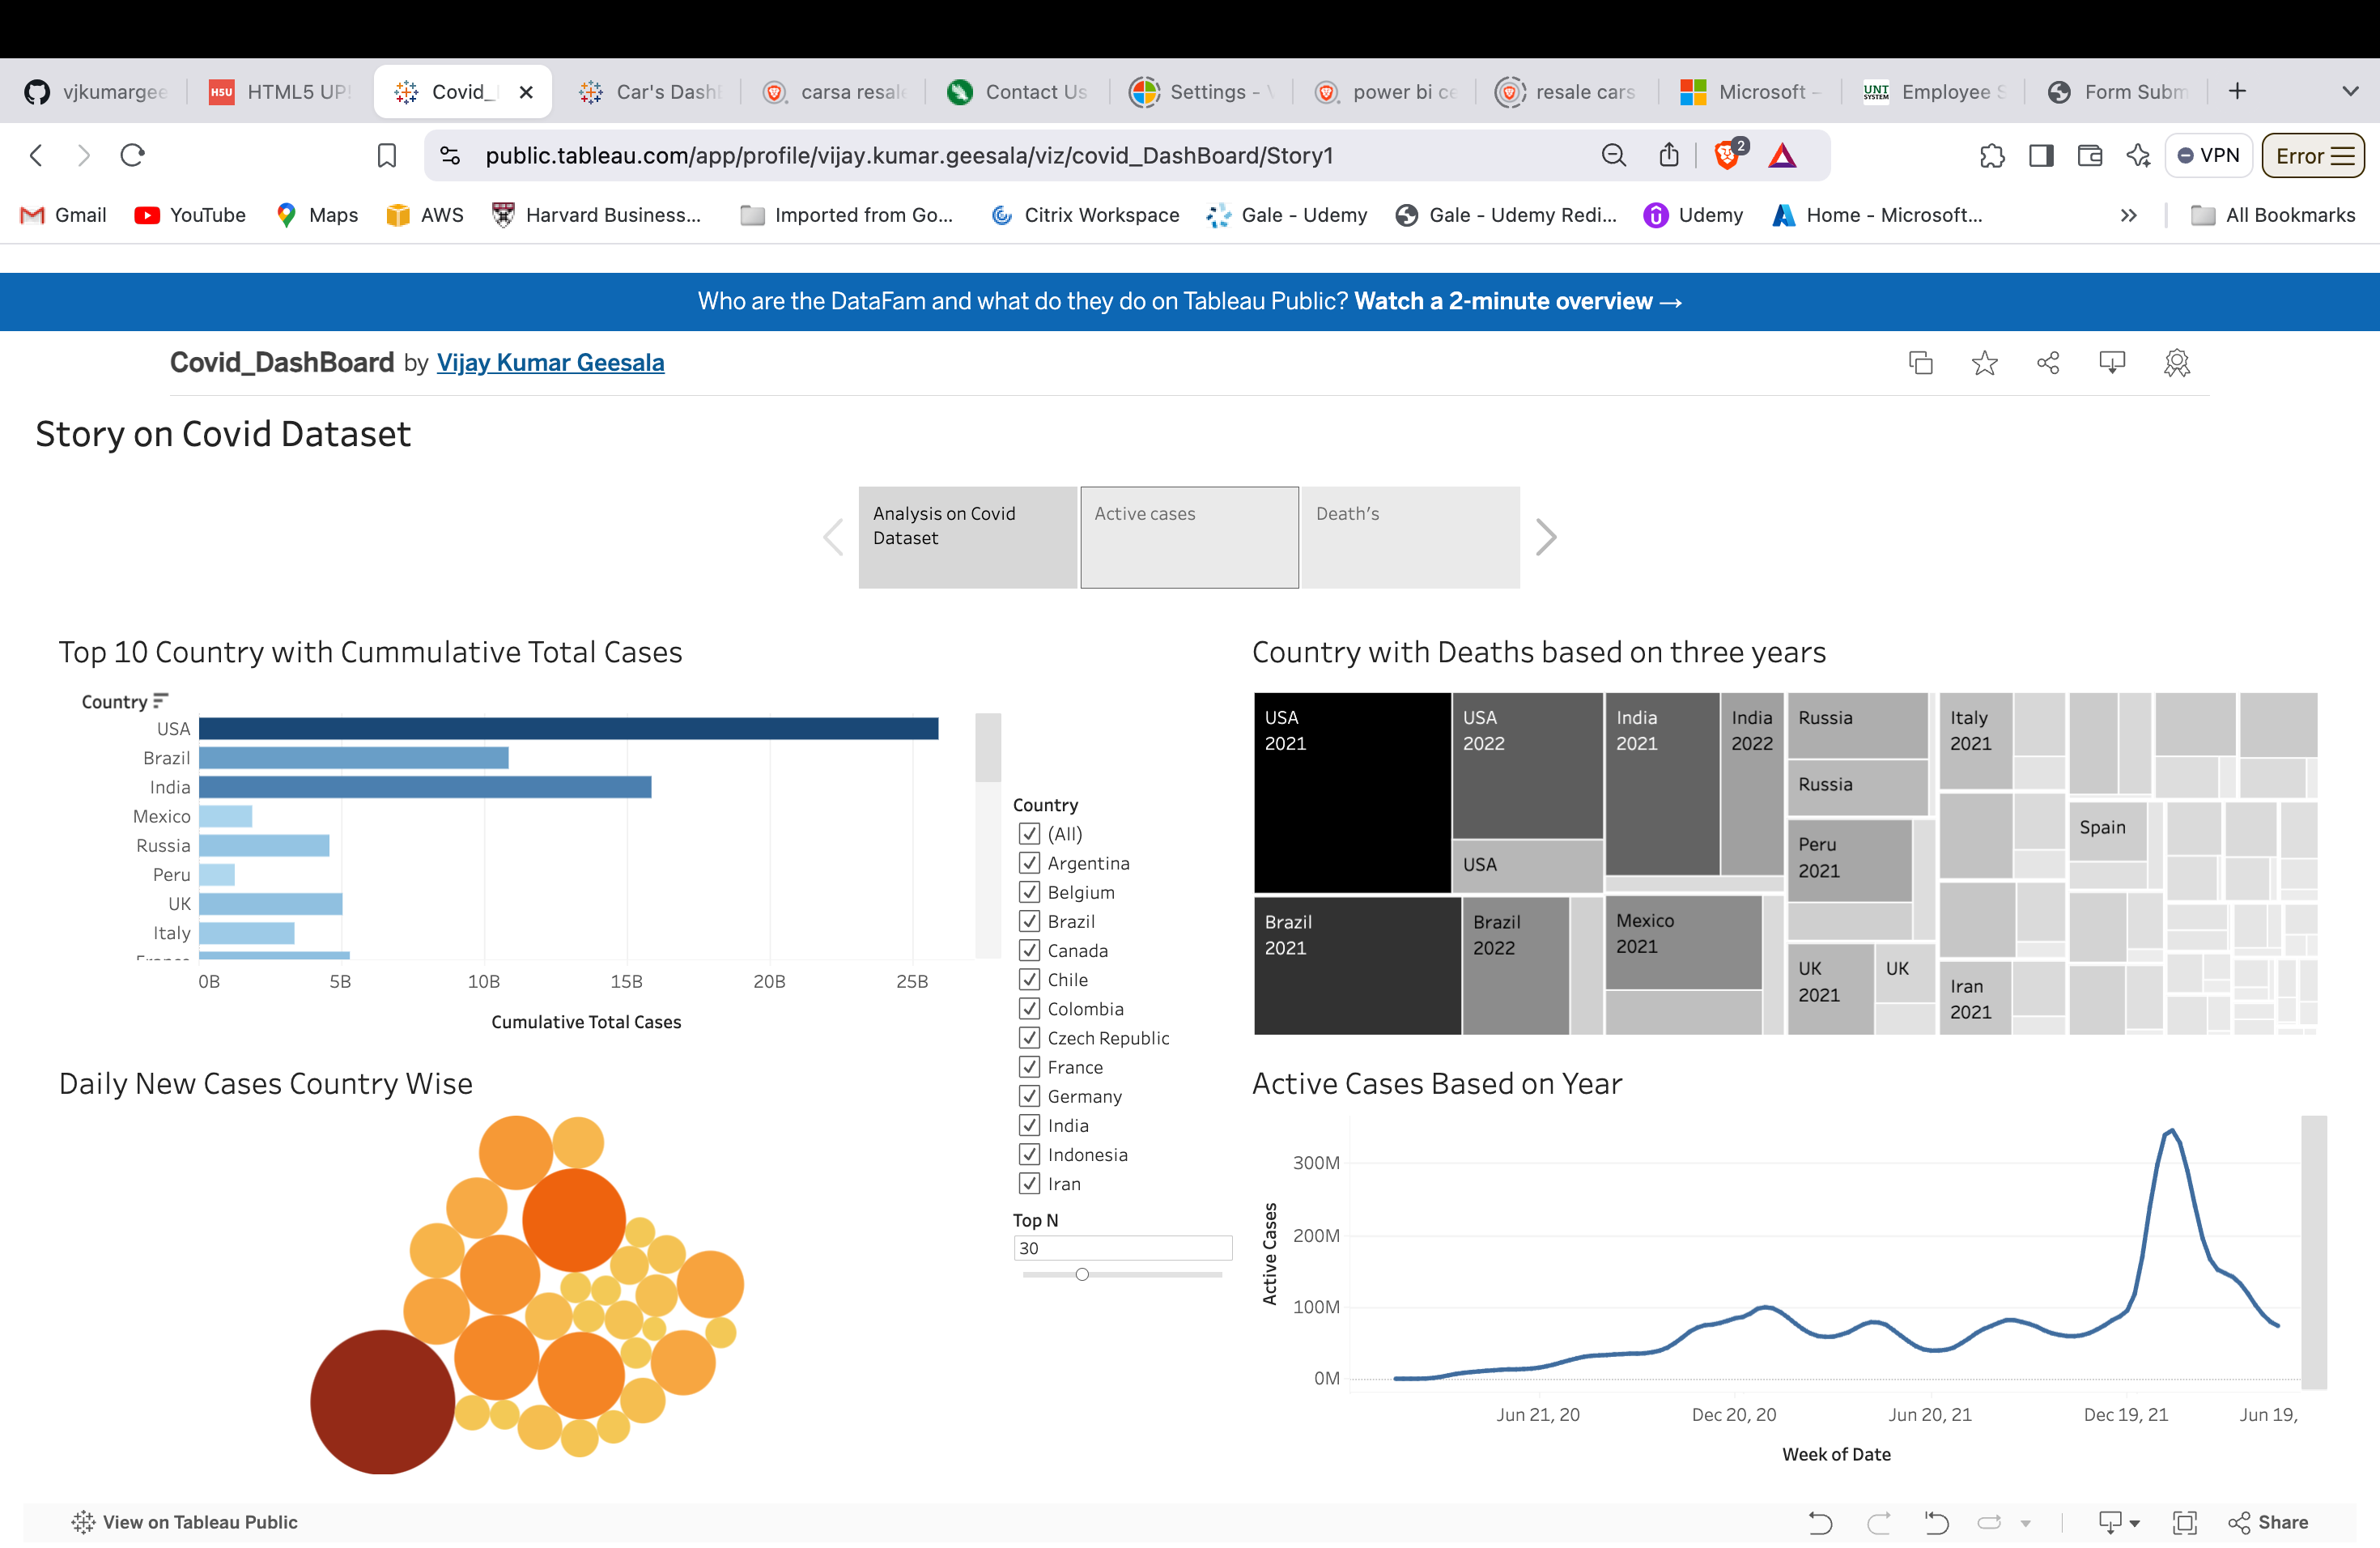 vjkumargee
H5U HTML5 UP!
Covid_
Car's Dash
carsa resale
Contact Us
Settings -
power bi ce
resale cars
Microsoft -
UNT SYSTEM Employee S
Form Subm
public.tableau.com/app/profile/vijay.kumar.geesala/viz/covid_DashBoard/Story1
2
VPN
Error
Gmail
YouTube
Maps
AWS
Harvard Business...
Imported from Go...
Citrix Workspace
Gale - Udemy
Gale - Udemy Redi...
Udemy
Home - Microsoft...
All Bookmarks
Who are the DataFam and what do they do on Tableau Public? Watch a 2-minute overview →
Covid_DashBoard by Vijay Kumar Geesala
Story on Covid Dataset
Analysis on Covid
Dataset
Active cases
Death's
Top 10 Country with Cummulative Total Cases
Country
USA
Brazil
India
Mexico
Russia
Peru
UK
Italy
0B 5B 10B 15B 20B 25B
Cumulative Total Cases
Country
(All)
Argentina
Belgium
Brazil
Canada
Chile
Colombia
Czech Republic
France
Germany
India
Indonesia
Iran
Top N
30
Country with Deaths based on three years
USA
2021
USA
2022
USA
India
2021
India
2022
Russia
Russia
Peru
2021
Italy
2021
Spain
Brazil
2021
Brazil
2022
Mexico
2021
UK
2021
UK
Iran
2021
Daily New Cases Country Wise
Active Cases Based on Year
Active Cases
300M
200M
100M
0M
Jun 21, 20 Dec 20, 20 Jun 20, 21 Dec 19, 21 Jun 19,
Week of Date
View on Tableau Public
Share